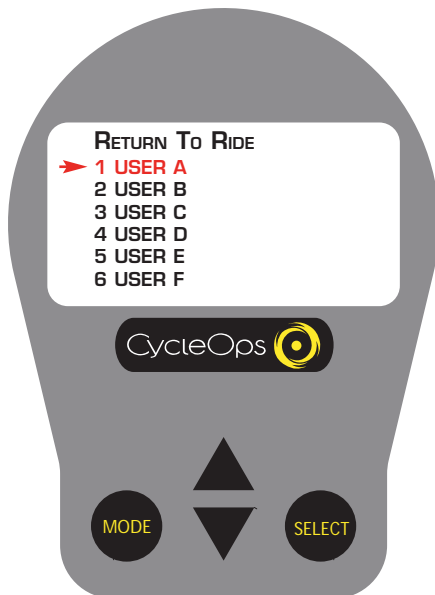 Return To Ride
1 USER A
2 USER B
3 USER C
4 USER D
5 USER E
6 USER F
CycleOps
MODE
SELECT